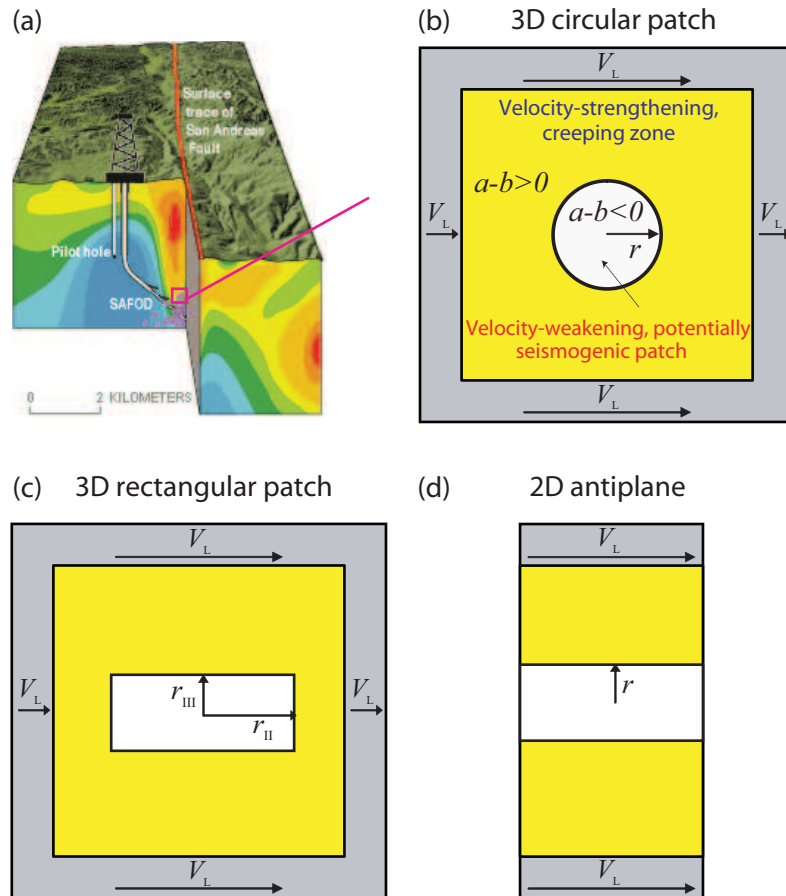 (a)
Surface
trace of
San Andreas
Fault
Pilot hole
SAFOD
0 2 KILOMETERS
(b) 3D circular patch
V_L
Velocity-strengthening,
creeping zone
a-b>0
a-b<0
V_L V_L
r
Velocity-weakening, potentially
seismogenic patch
V_L
(c) 3D rectangular patch
V_L
V_L V_L
r_III
r_II
V_L
(d) 2D antiplane
V_L
r
V_L